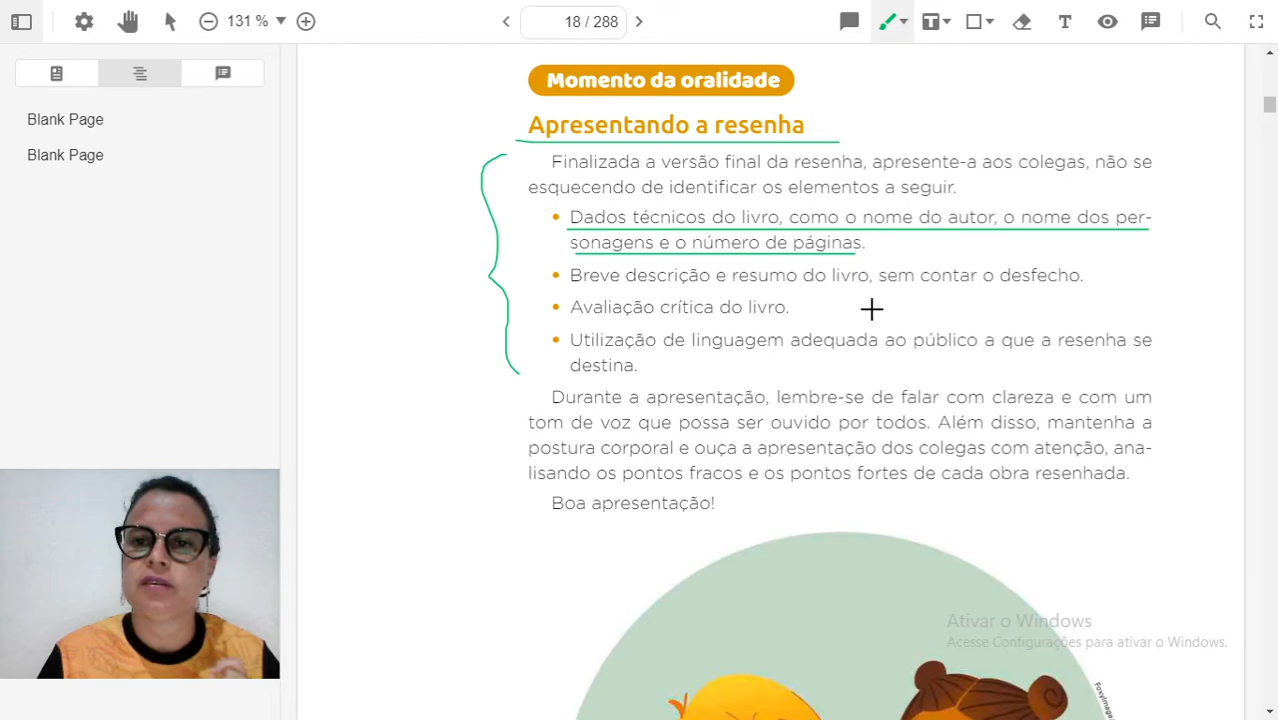 131 %
18 / 288
Blank Page
Blank Page
Momento da oralidade
Apresentando a resenha
Finalizada a versão final da resenha, apresente-a aos colegas, não se
esquecendo de identificar os elementos a seguir.
• Dados técnicos do livro, como o nome do autor, o nome dos per-
sonagens e o número de páginas.
• Breve descrição e resumo do livro, sem contar o desfecho.
• Avaliação crítica do livro.
• Utilização de linguagem adequada ao público a que a resenha se
destina.
Durante a apresentação, lembre-se de falar com clareza e com um
tom de voz que possa ser ouvido por todos. Além disso, mantenha a
postura corporal e ouça a apresentação dos colegas com atenção, ana-
lisando os pontos fracos e os pontos fortes de cada obra resenhada.
Boa apresentação!
Ativar o Windows
Acesse Configurações para ativar o Windows.